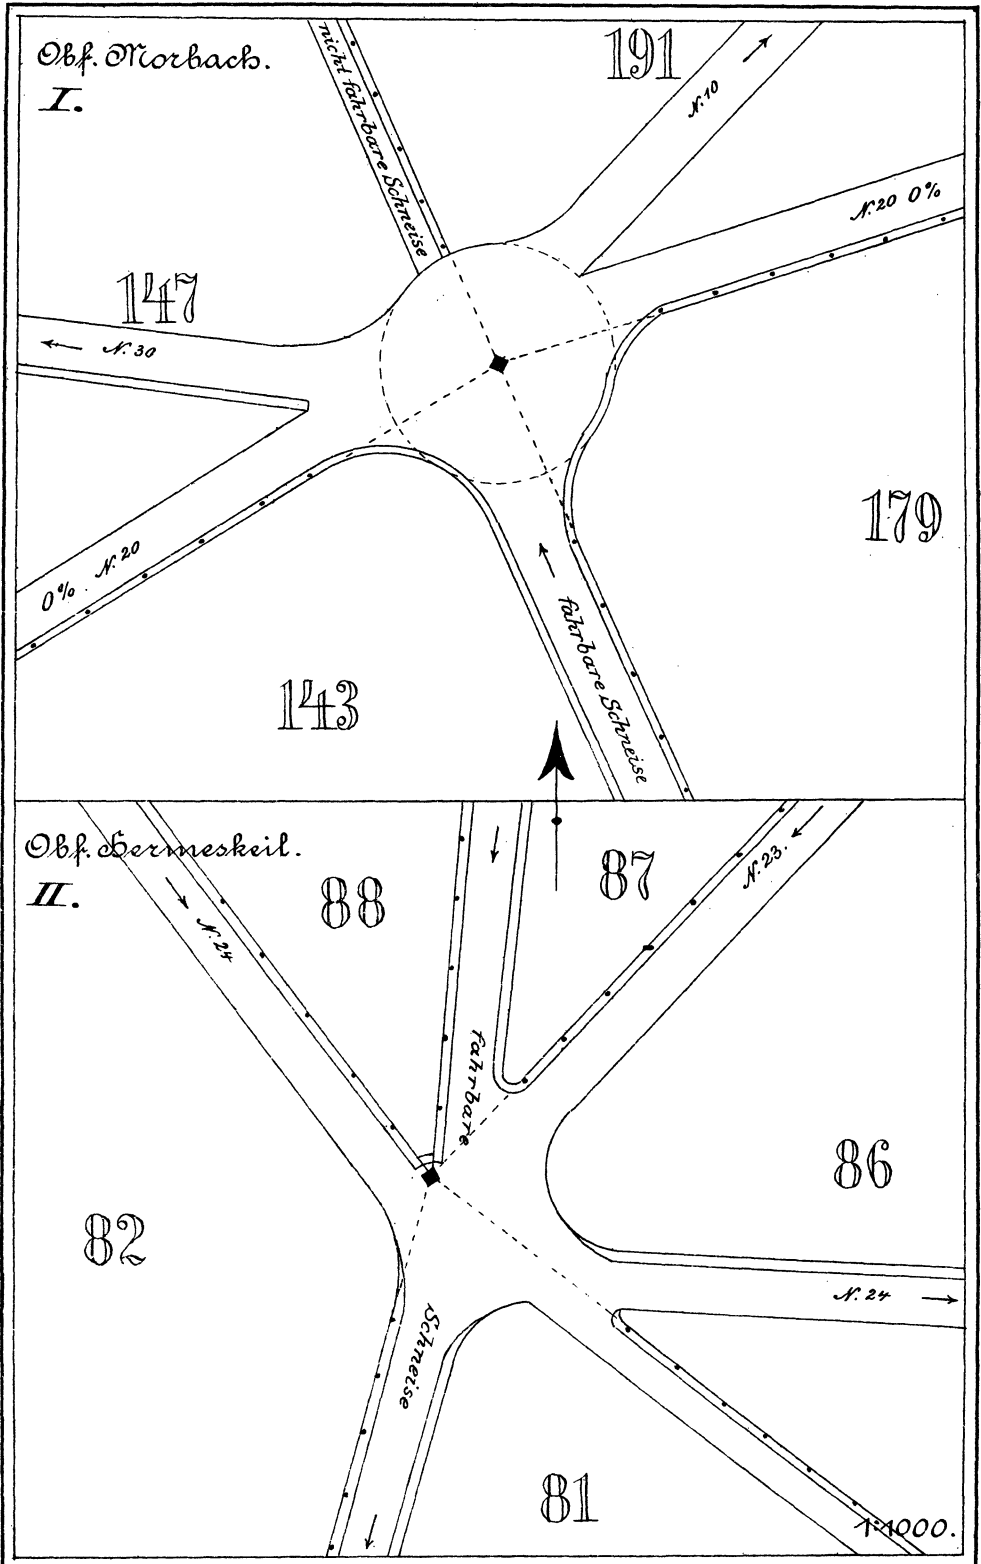 Obf. Morbach.
I.
nicht fahrbare Schneise
191
N. 10
N. 20 0%
147
N. 30
179
0% N. 20
fahrbare Schneise
143
Obf. Hermeskeil.
II.
88
87
N. 23.
N. 24
fahrbare
86
82
N. 24
Schneise
81
1:1000.